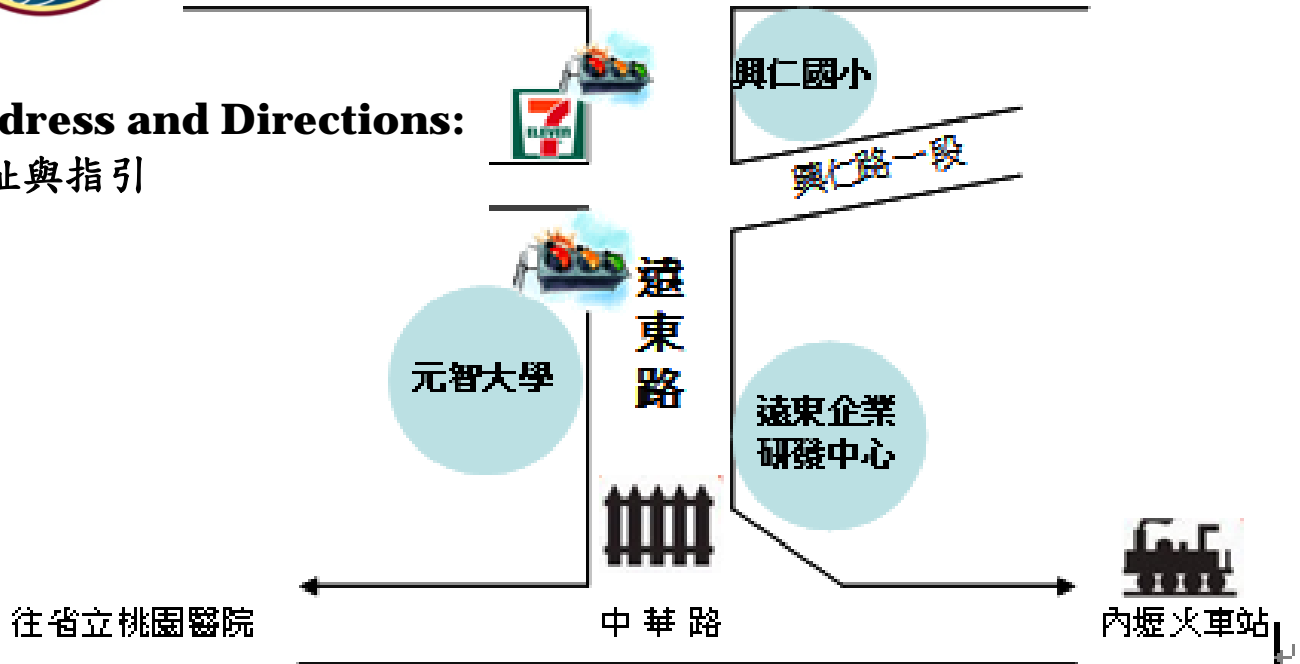 興仁國小
7
ELEVEN
dress and Directions:
址與指引
興仁路一段
遠東路
元智大學
遠東企業
研發中心
往省立桃園醫院
中華路
內壢火車站